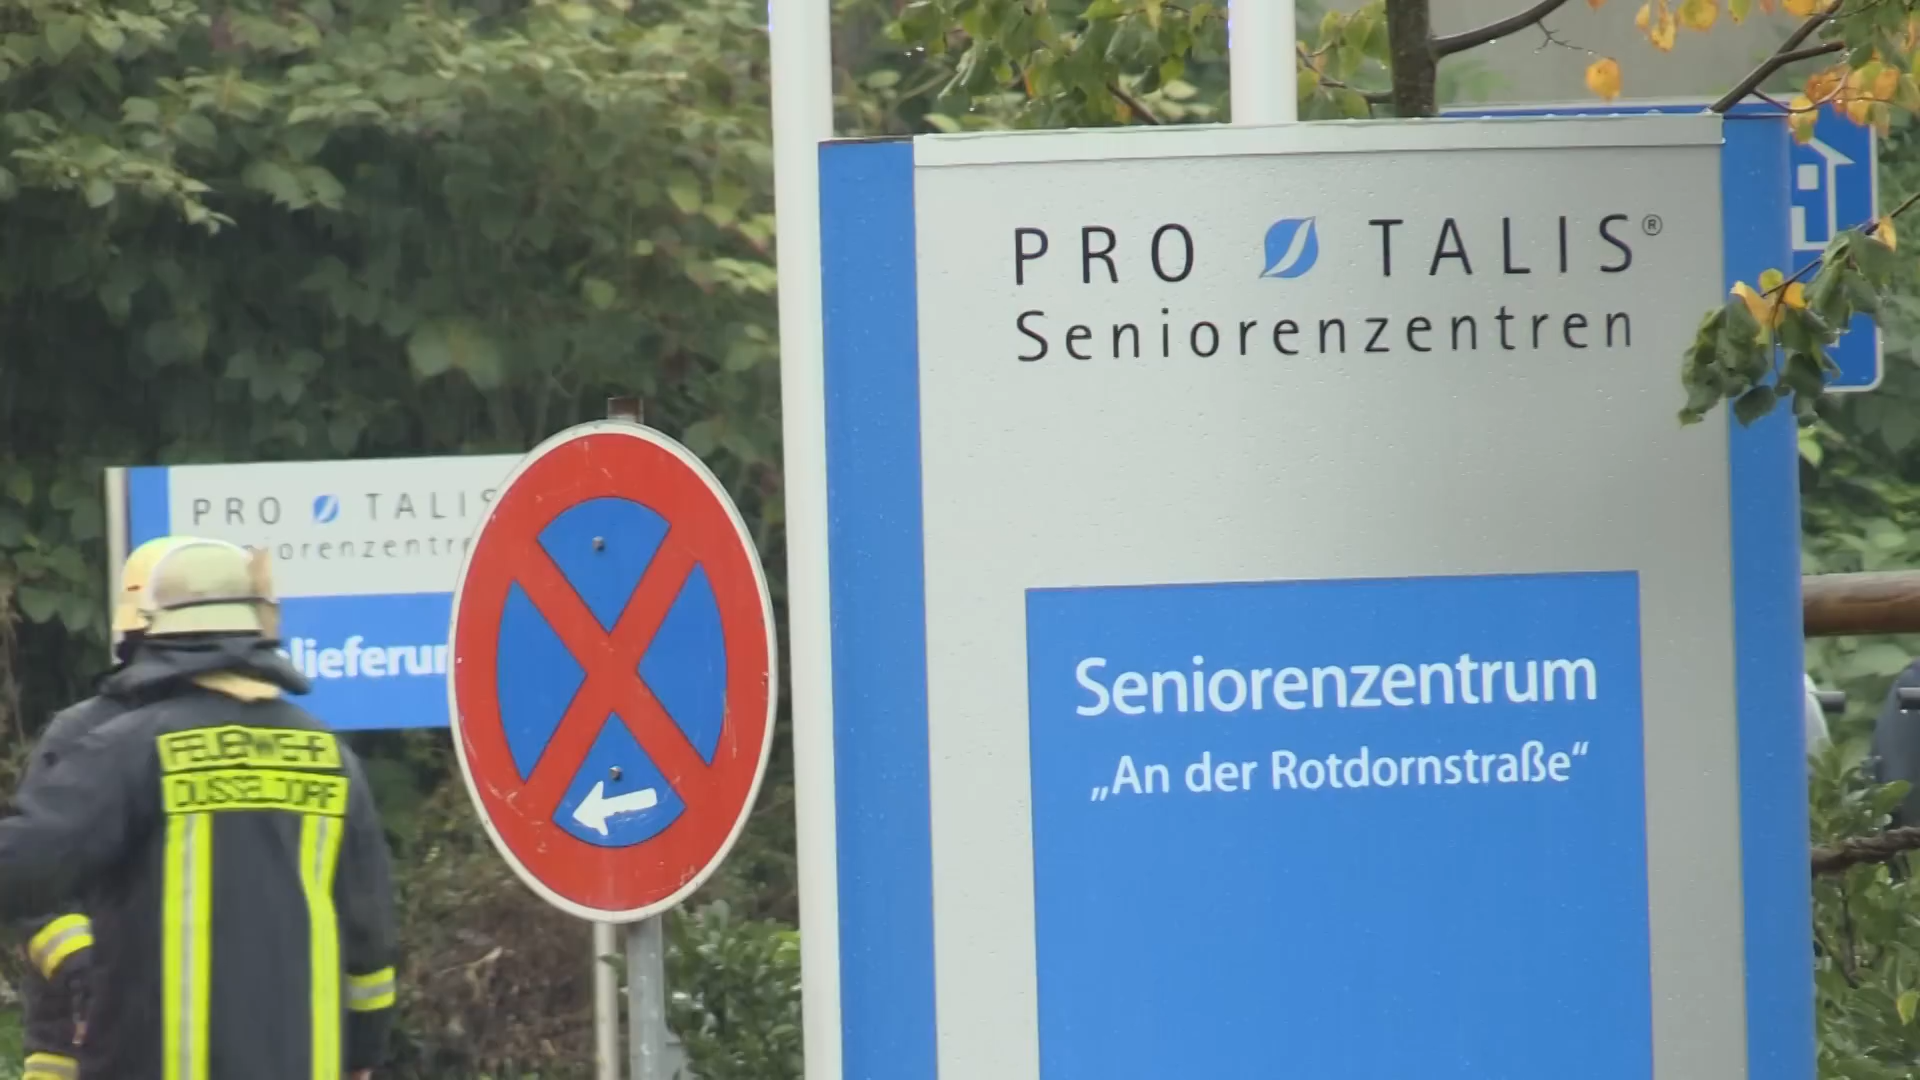 PRO TALIS®
Seniorenzentren
Seniorenzentrum
„An der Rotdornstraße“
PRO TALIS
FEUERWEHR
DÜSSELDORF